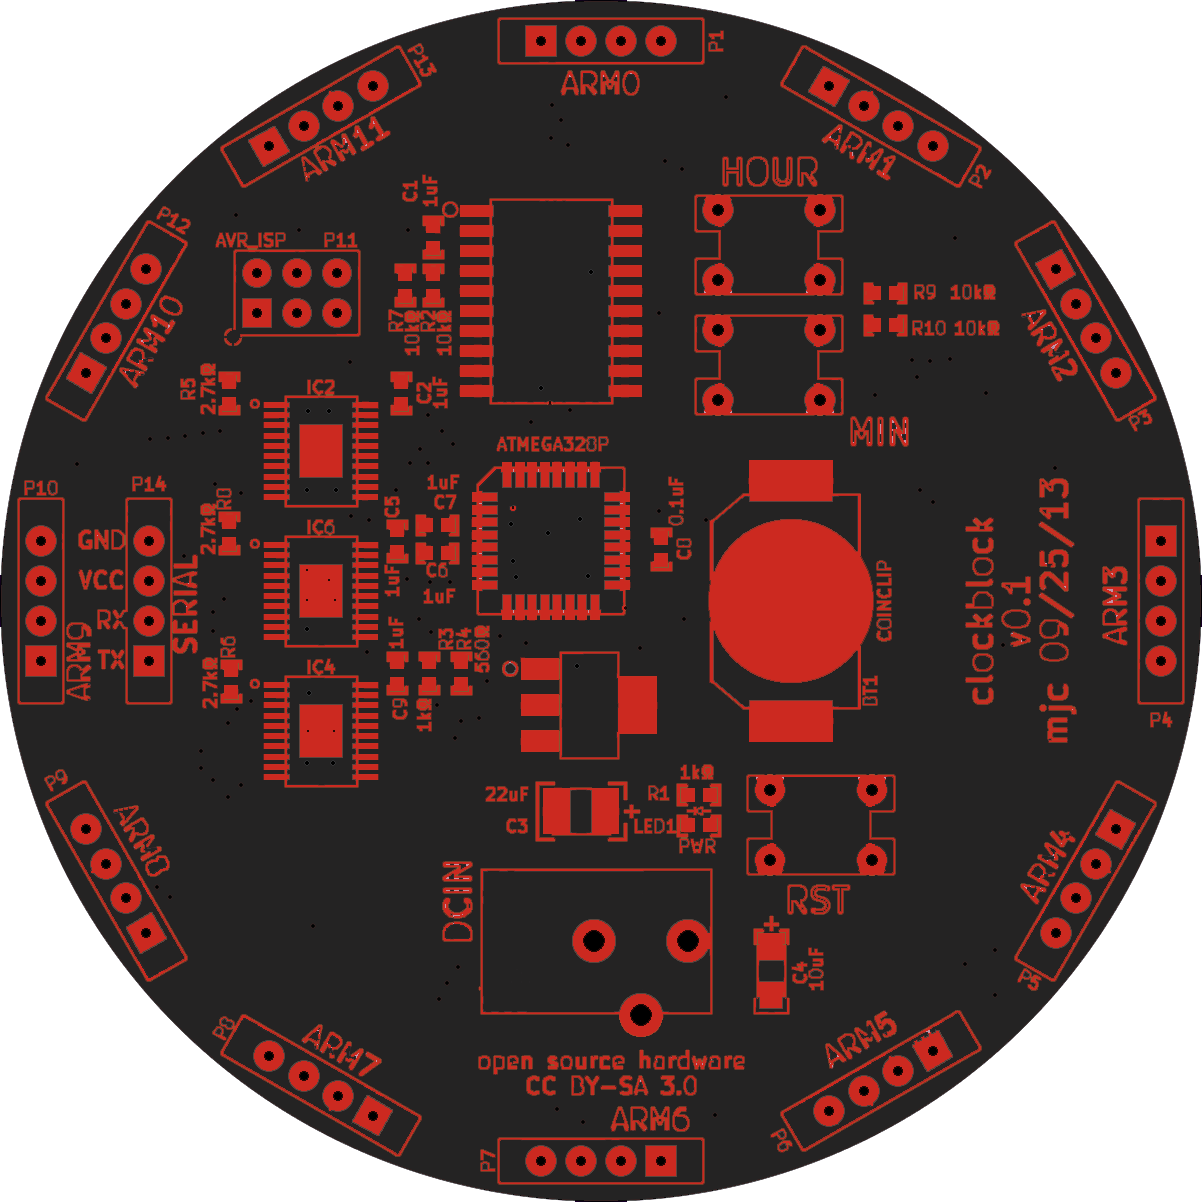 P1
ARM0
P13
ARM11
ARM1
P2
HOUR
C1
1uF
P12
AVR_ISP P11
ARM10
R7
10kΩ
R2
10kΩ
R9 10kΩ
R10 10kΩ
ARM2
P3
R5
2.7kΩ
IC2
C2
1uF
MIN
ATMEGA328P
P10
P14
GND
VCC
RX
TX
SERIAL
ARM9
R8
2.7kΩ
IC6
C5
1uF
1uF
C7
C6
1uF
0.1uF
C8
COINCLIP
BT1
clockblock
v0.1
mjc 09/25/13
ARM3
P4
R6
2.7kΩ
IC4
1uF
C9
R3
1kΩ
R4
560Ω
P9
ARM8
22uF
C3
1kΩ
R1
LED1
PWR
RST
DCIN
C4
10uF
ARM4
P5
P8
ARM7
ARM5
P6
open source hardware
CC BY-SA 3.0
ARM6
P7